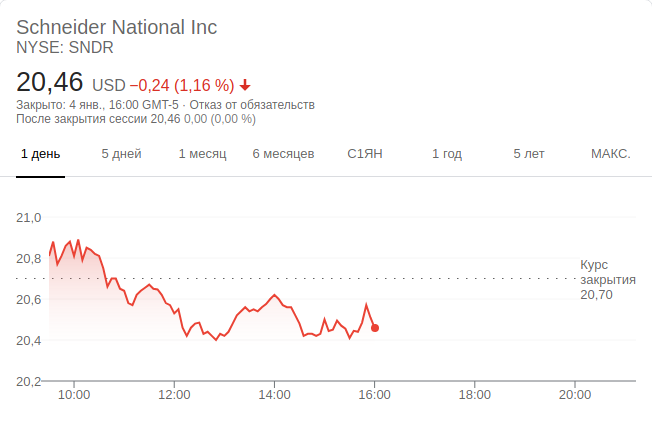 Schneider National Inc
NYSE: SNDR
20,46 USD −0,24 (1,16 %)
Закрыто: 4 янв., 16:00 GMT-5 · Отказ от обязательств
После закрытия сессии 20,46 0,00 (0,00 %)
1 день 5 дней 1 месяц 6 месяцев С1ЯН 1 год 5 лет МАКС.
21,0
20,8
20,6
20,4
20,2
Курс
закрытия
20,70
10:00 12:00 14:00 16:00 18:00 20:00